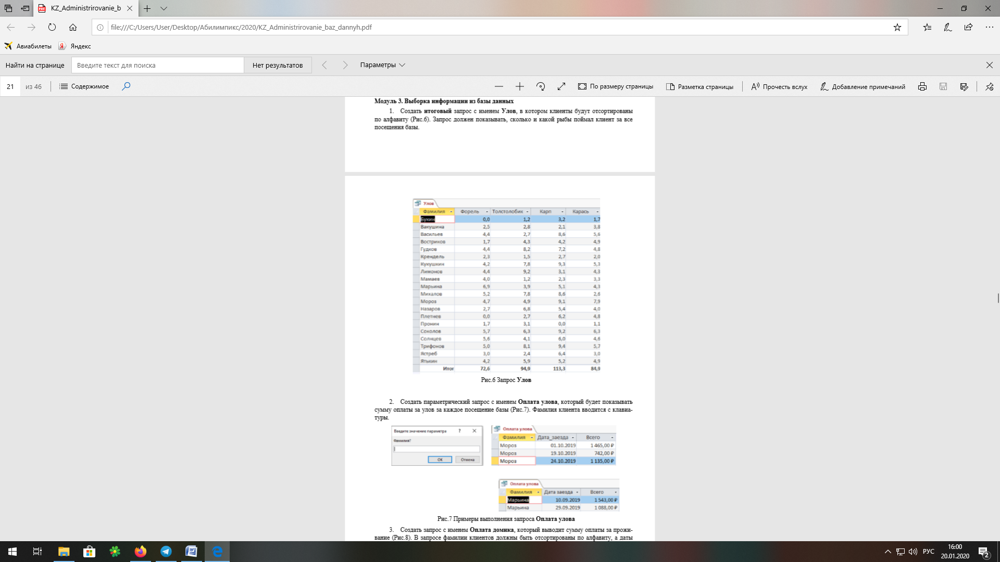 KZ_Administrirovanie_b
file:///C:/Users/User/Desktop/Абилимпикс/2020/KZ_Administrirovanie_baz_dannyh.pdf
Авиабилеты Яндекс
Найти на странице Введите текст для поиска Нет результатов Параметры
21 из 46 Содержимое По размеру страницы Разметка страницы Прочесть вслух Добавление примечаний
Модуль 3. Выборка информации из базы данных
1. Создать итоговый запрос с именем Улов, в котором клиенты будут отсортированы
по алфавиту (Рис.6). Запрос должен показывать, сколько и какой рыбы поймал клиент за все
посещения базы.
Улов
Фамилия Форель Толстолобик Карп Карась
Букин 0,0 1,2 3,2 1,7
Вакушина 2,5 2,8 2,1 3,8
Васильев 4,4 2,7 8,6 5,6
Востриков 1,7 4,3 4,2 4,9
Гудков 4,4 8,2 7,2 4,8
Крендель 2,3 1,5 2,7 2,0
Кукушкин 4,2 7,8 9,3 5,3
Лимонов 4,4 9,2 3,1 4,3
Мамаев 4,0 1,2 2,3 3,3
Марьина 6,9 3,9 5,1 4,3
Михалов 5,2 7,8 8,6 2,6
Мороз 4,7 4,9 9,1 7,9
Назаров 2,7 6,8 5,4 4,0
Плетнев 0,0 2,7 6,2 4,8
Пронин 1,7 3,1 0,0 1,1
Соколов 5,7 6,3 9,2 6,3
Солнцев 5,6 4,1 6,0 4,6
Трифонов 5,0 8,1 9,4 5,7
Ястреб 3,0 2,4 6,4 3,0
Ятькин 4,2 5,9 5,2 4,9
Итог 72,6 94,9 113,3 84,9
Рис.6 Запрос Улов
2. Создать параметрический запрос с именем Оплата улова, который будет показывать
сумму оплаты за улов за каждое посещение базы (Рис.7). Фамилия клиента вводится с клавиа-
туры.
Введите значение параметра ?
Фамилия?
ОК Отмена
Оплата улова
Фамилия Дата_заезда Всего
Мороз 01.10.2019 1 465,00 ₽
Мороз 19.10.2019 742,00 ₽
Мороз 24.10.2019 1 135,00 ₽
Оплата улова
Фамилия Дата заезда Всего
Марьина 10.09.2019 1 543,00 ₽
Марьина 29.09.2019 1 088,00 ₽
Рис.7 Примеры выполнения запроса Оплата улова
3. Создать запрос с именем Оплата домика, который выводит сумму оплаты за прожи-
вание (Рис.8). В запросе фамилии клиентов должны быть отсортированы по алфавиту, а даты
РУС 16:00
20.01.2020 2